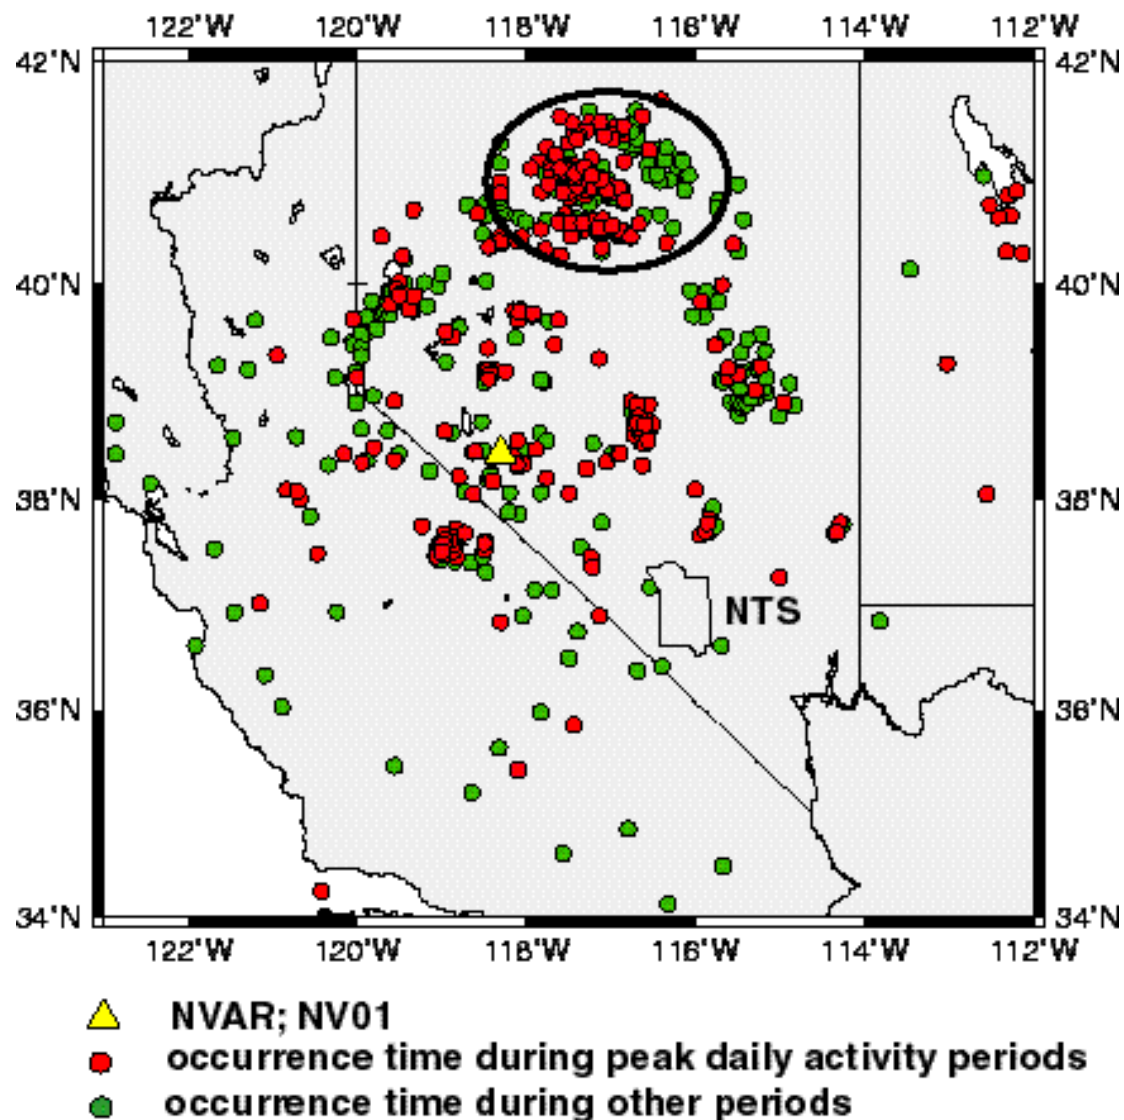 122°W 120°W 118°W 116°W 114°W 112°W
42°N 42°N
40°N 40°N
38°N 38°N
NTS
36°N 36°N
34°N 34°N
122°W 120°W 118°W 116°W 114°W 112°W
NVAR; NV01
occurrence time during peak daily activity periods
occurrence time during other periods